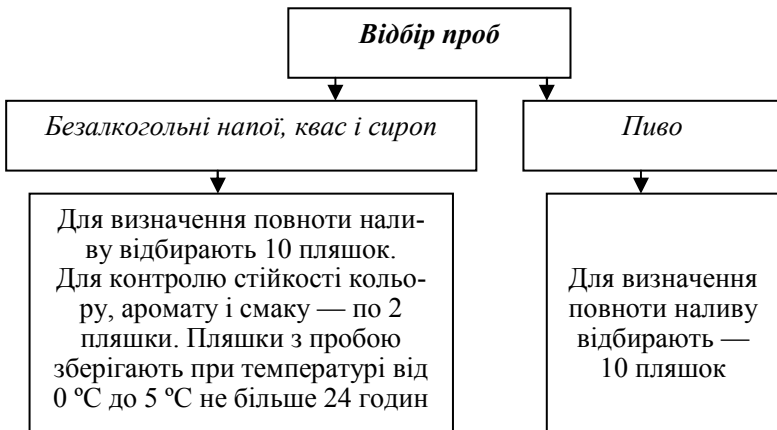 Відбір проб
Безалкогольні напої, квас і сироп
Пиво
Для визначення повноти нали-
ву відбирають 10 пляшок.
Для контролю стійкості кольо-
ру, аромату і смаку — по 2
пляшки. Пляшки з пробою
зберігають при температурі від
0 ºС до 5 ºС не більше 24 годин
Для визначення
повноти наливу
відбирають —
10 пляшок